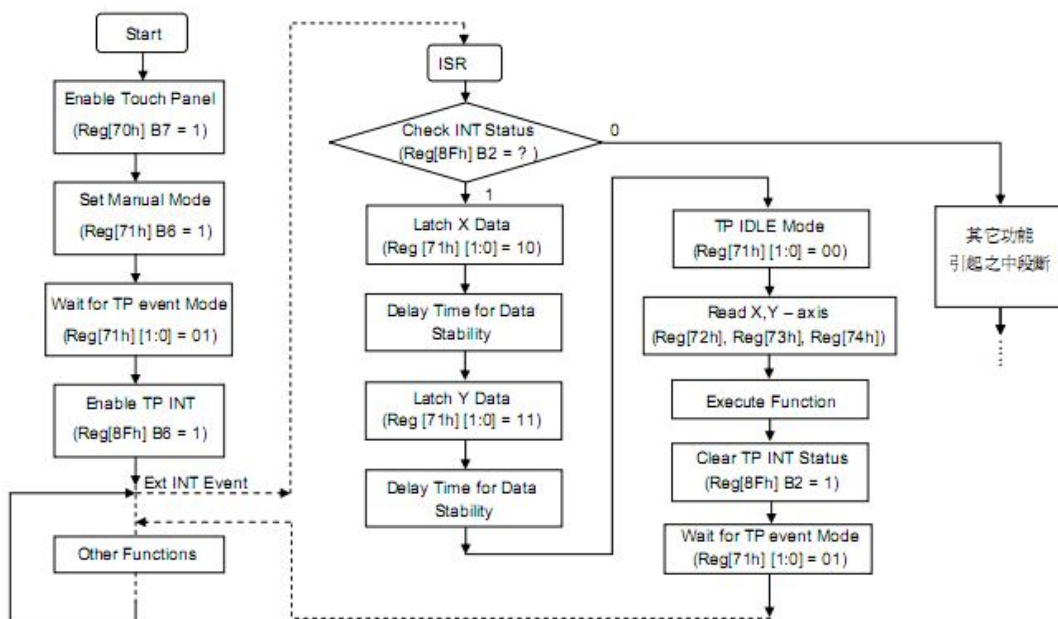 Start
Enable Touch Panel
(Reg[70h] B7 = 1)
Set Manual Mode
(Reg[71h] B6 = 1)
Wait for TP event Mode
(Reg[71h] [1:0] = 01)
Enable TP INT
(Reg[8Fh] B6 = 1)
Ext INT Event
Other Functions
ISR
Check INT Status
(Reg[8Fh] B2 = ? )
0
1
Latch X Data
(Reg [71h] [1:0] = 10)
Delay Time for Data
Stability
Latch Y Data
(Reg [71h] [1:0] = 11)
Delay Time for Data
Stability
TP IDLE Mode
(Reg[71h] [1:0] = 00)
Read X,Y – axis
(Reg[72h], Reg[73h], Reg[74h])
Execute Function
Clear TP INT Status
(Reg[8Fh] B2 = 1)
Wait for TP event Mode
(Reg[71h] [1:0] = 01)
其它功能
引起之中段斷